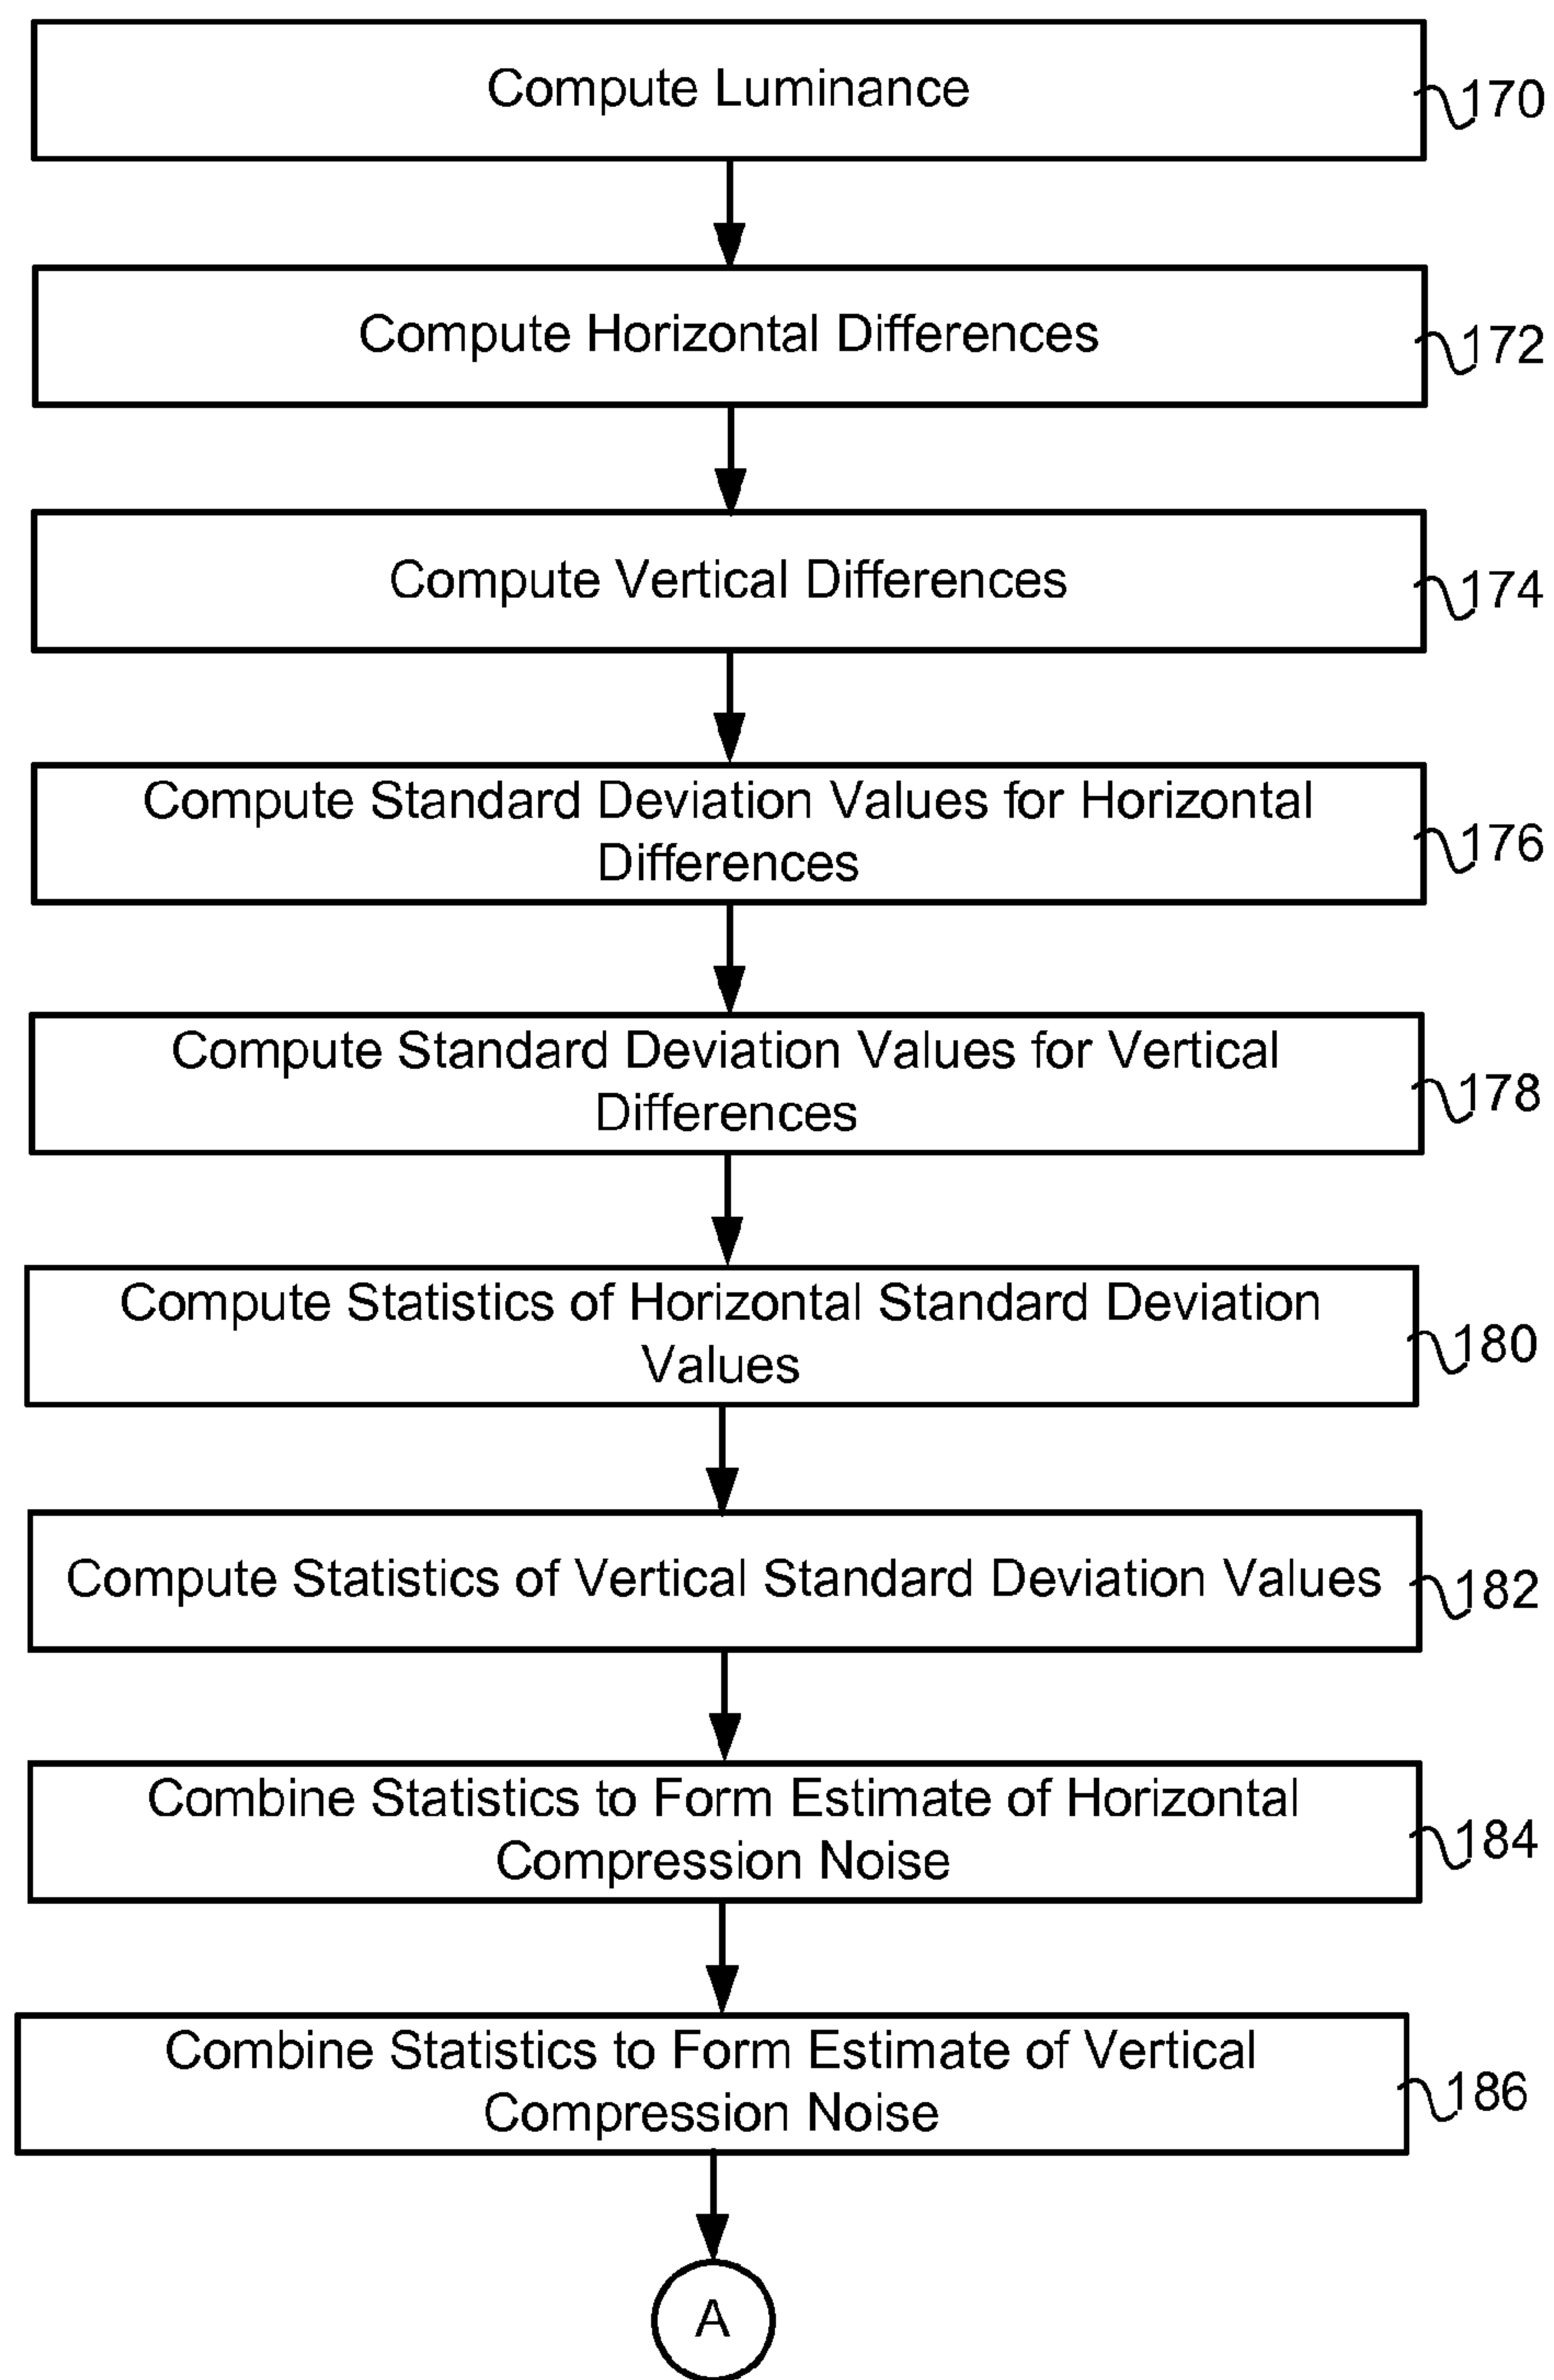 Compute Luminance
170
Compute Horizontal Differences
172
Compute Vertical Differences
174
Compute Standard Deviation Values for Horizontal
Differences
176
Compute Standard Deviation Values for Vertical
Differences
178
Compute Statistics of Horizontal Standard Deviation
Values
180
Compute Statistics of Vertical Standard Deviation Values
182
Combine Statistics to Form Estimate of Horizontal
Compression Noise
184
Combine Statistics to Form Estimate of Vertical
Compression Noise
186
A